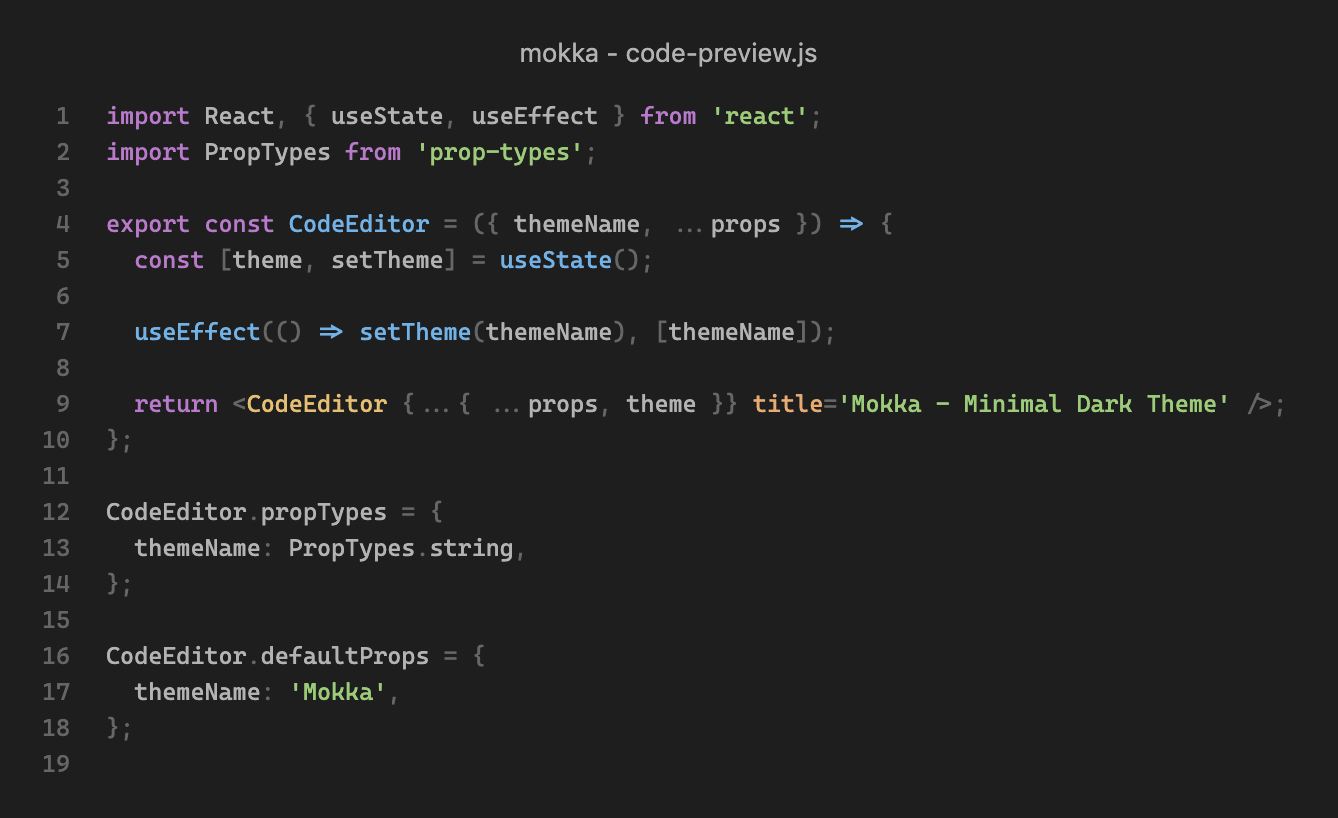 mokka - code-preview.js
1 import React, { useState, useEffect } from 'react';
2 import PropTypes from 'prop-types';
3
4 export const CodeEditor = ({ themeName, ...props }) => {
5   const [theme, setTheme] = useState();
6
7   useEffect(() => setTheme(themeName), [themeName]);
8
9   return <CodeEditor {...{ ...props, theme }} title='Mokka - Minimal Dark Theme' />;
10 };
11
12 CodeEditor.propTypes = {
13   themeName: PropTypes.string,
14 };
15
16 CodeEditor.defaultProps = {
17   themeName: 'Mokka',
18 };
19